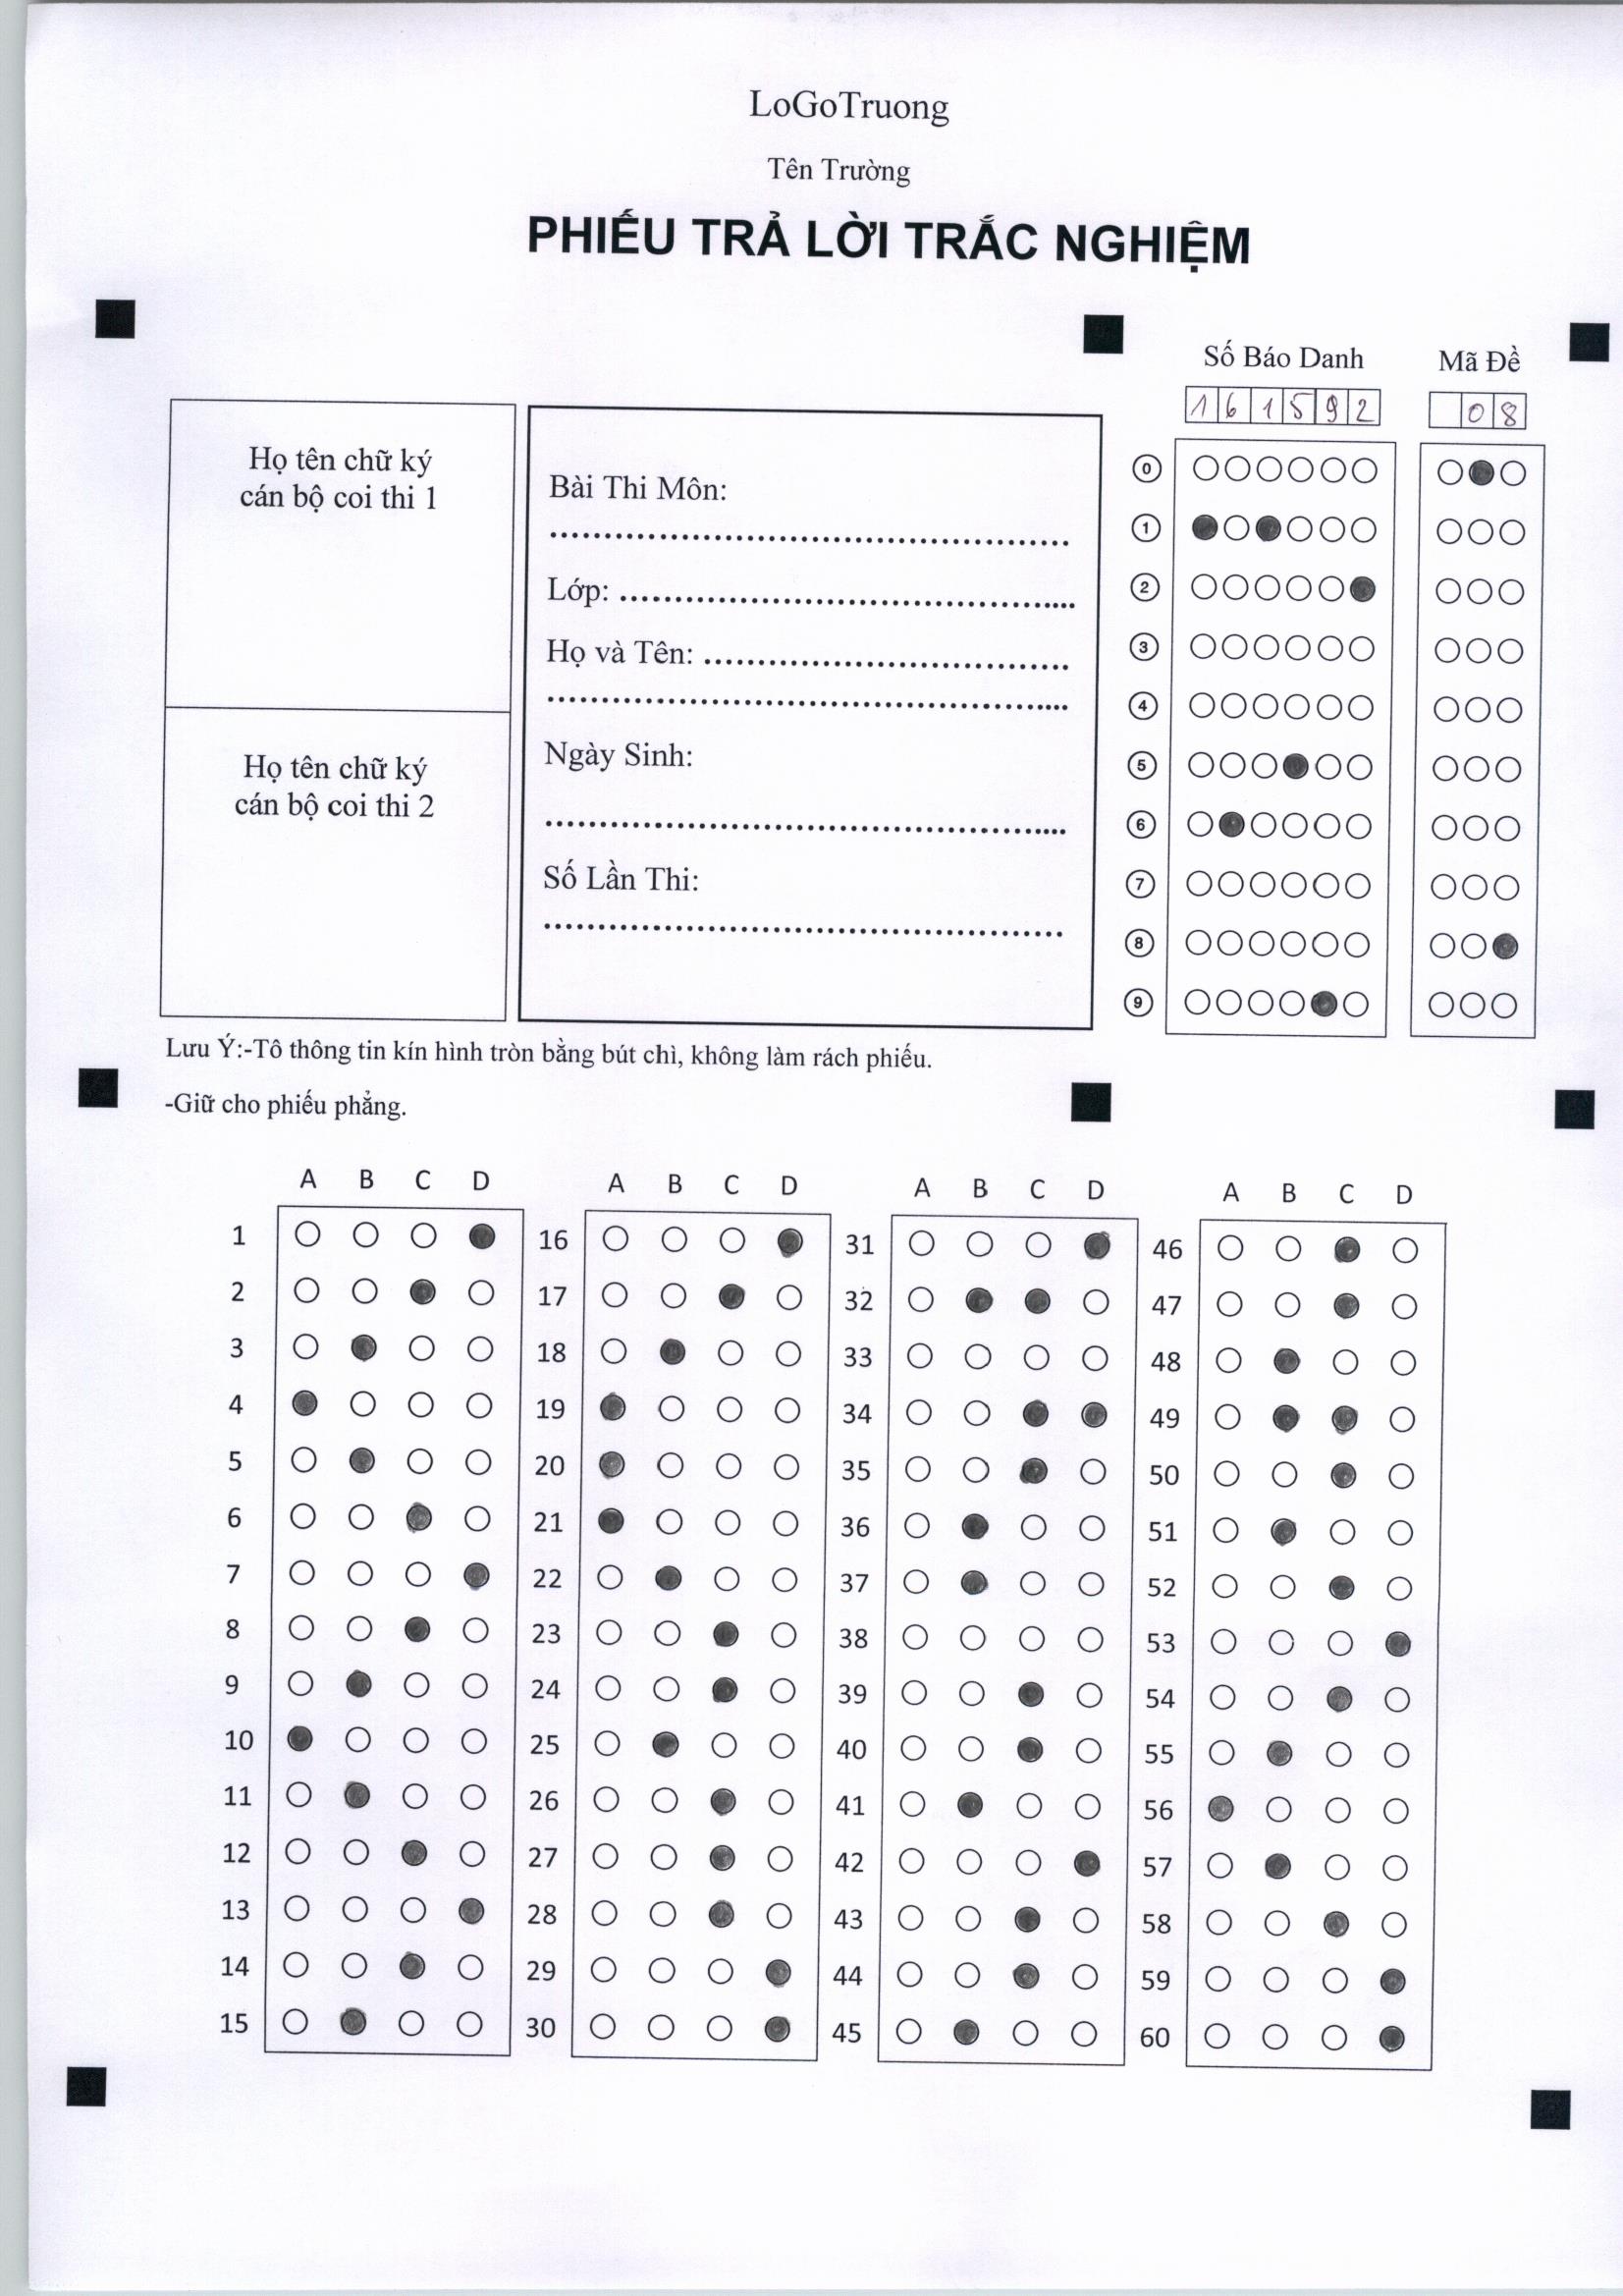 LoGoTruong
Tên Trường
PHIẾU TRẢ LỜI TRẮC NGHIỆM
Số Báo Danh Mã Đề
1 6 1 5 9 2 0 8
Họ tên chữ ký
cán bộ coi thi 1
Họ tên chữ ký
cán bộ coi thi 2
Bài Thi Môn:
..................................................
Lớp: ............................................
Họ và Tên: ...................................
..................................................
Ngày Sinh:
..................................................
Số Lần Thi:
..................................................
0
1
2
3
4
5
6
7
8
9
Lưu Ý:-Tô thông tin kín hình tròn bằng bút chì, không làm rách phiếu.
-Giữ cho phiếu phẳng.
A B C D A B C D A B C D A B C D
1 16 31 46
2 17 32 47
3 18 33 48
4 19 34 49
5 20 35 50
6 21 36 51
7 22 37 52
8 23 38 53
9 24 39 54
10 25 40 55
11 26 41 56
12 27 42 57
13 28 43 58
14 29 44 59
15 30 45 60